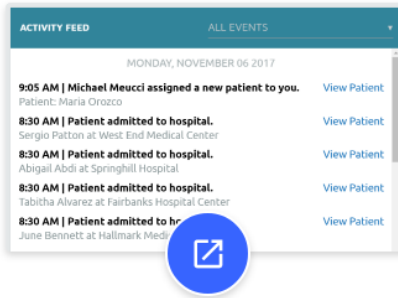 ACTIVITY FEED ALL EVENTS
MONDAY, NOVEMBER 06 2017
9:05 AM | Michael Meucci assigned a new patient to you. View Patient
Patient: Maria Orozco
8:30 AM | Patient admitted to hospital. View Patient
Sergio Patton at West End Medical Center
8:30 AM | Patient admitted to hospital. View Patient
Abigail Abdi at Springhill Hospital
8:30 AM | Patient admitted to hospital. View Patient
Tabitha Alvarez at Fairbanks Hospital Center
8:30 AM | Patient admitted to View Patient
June Bennett at Hallmark